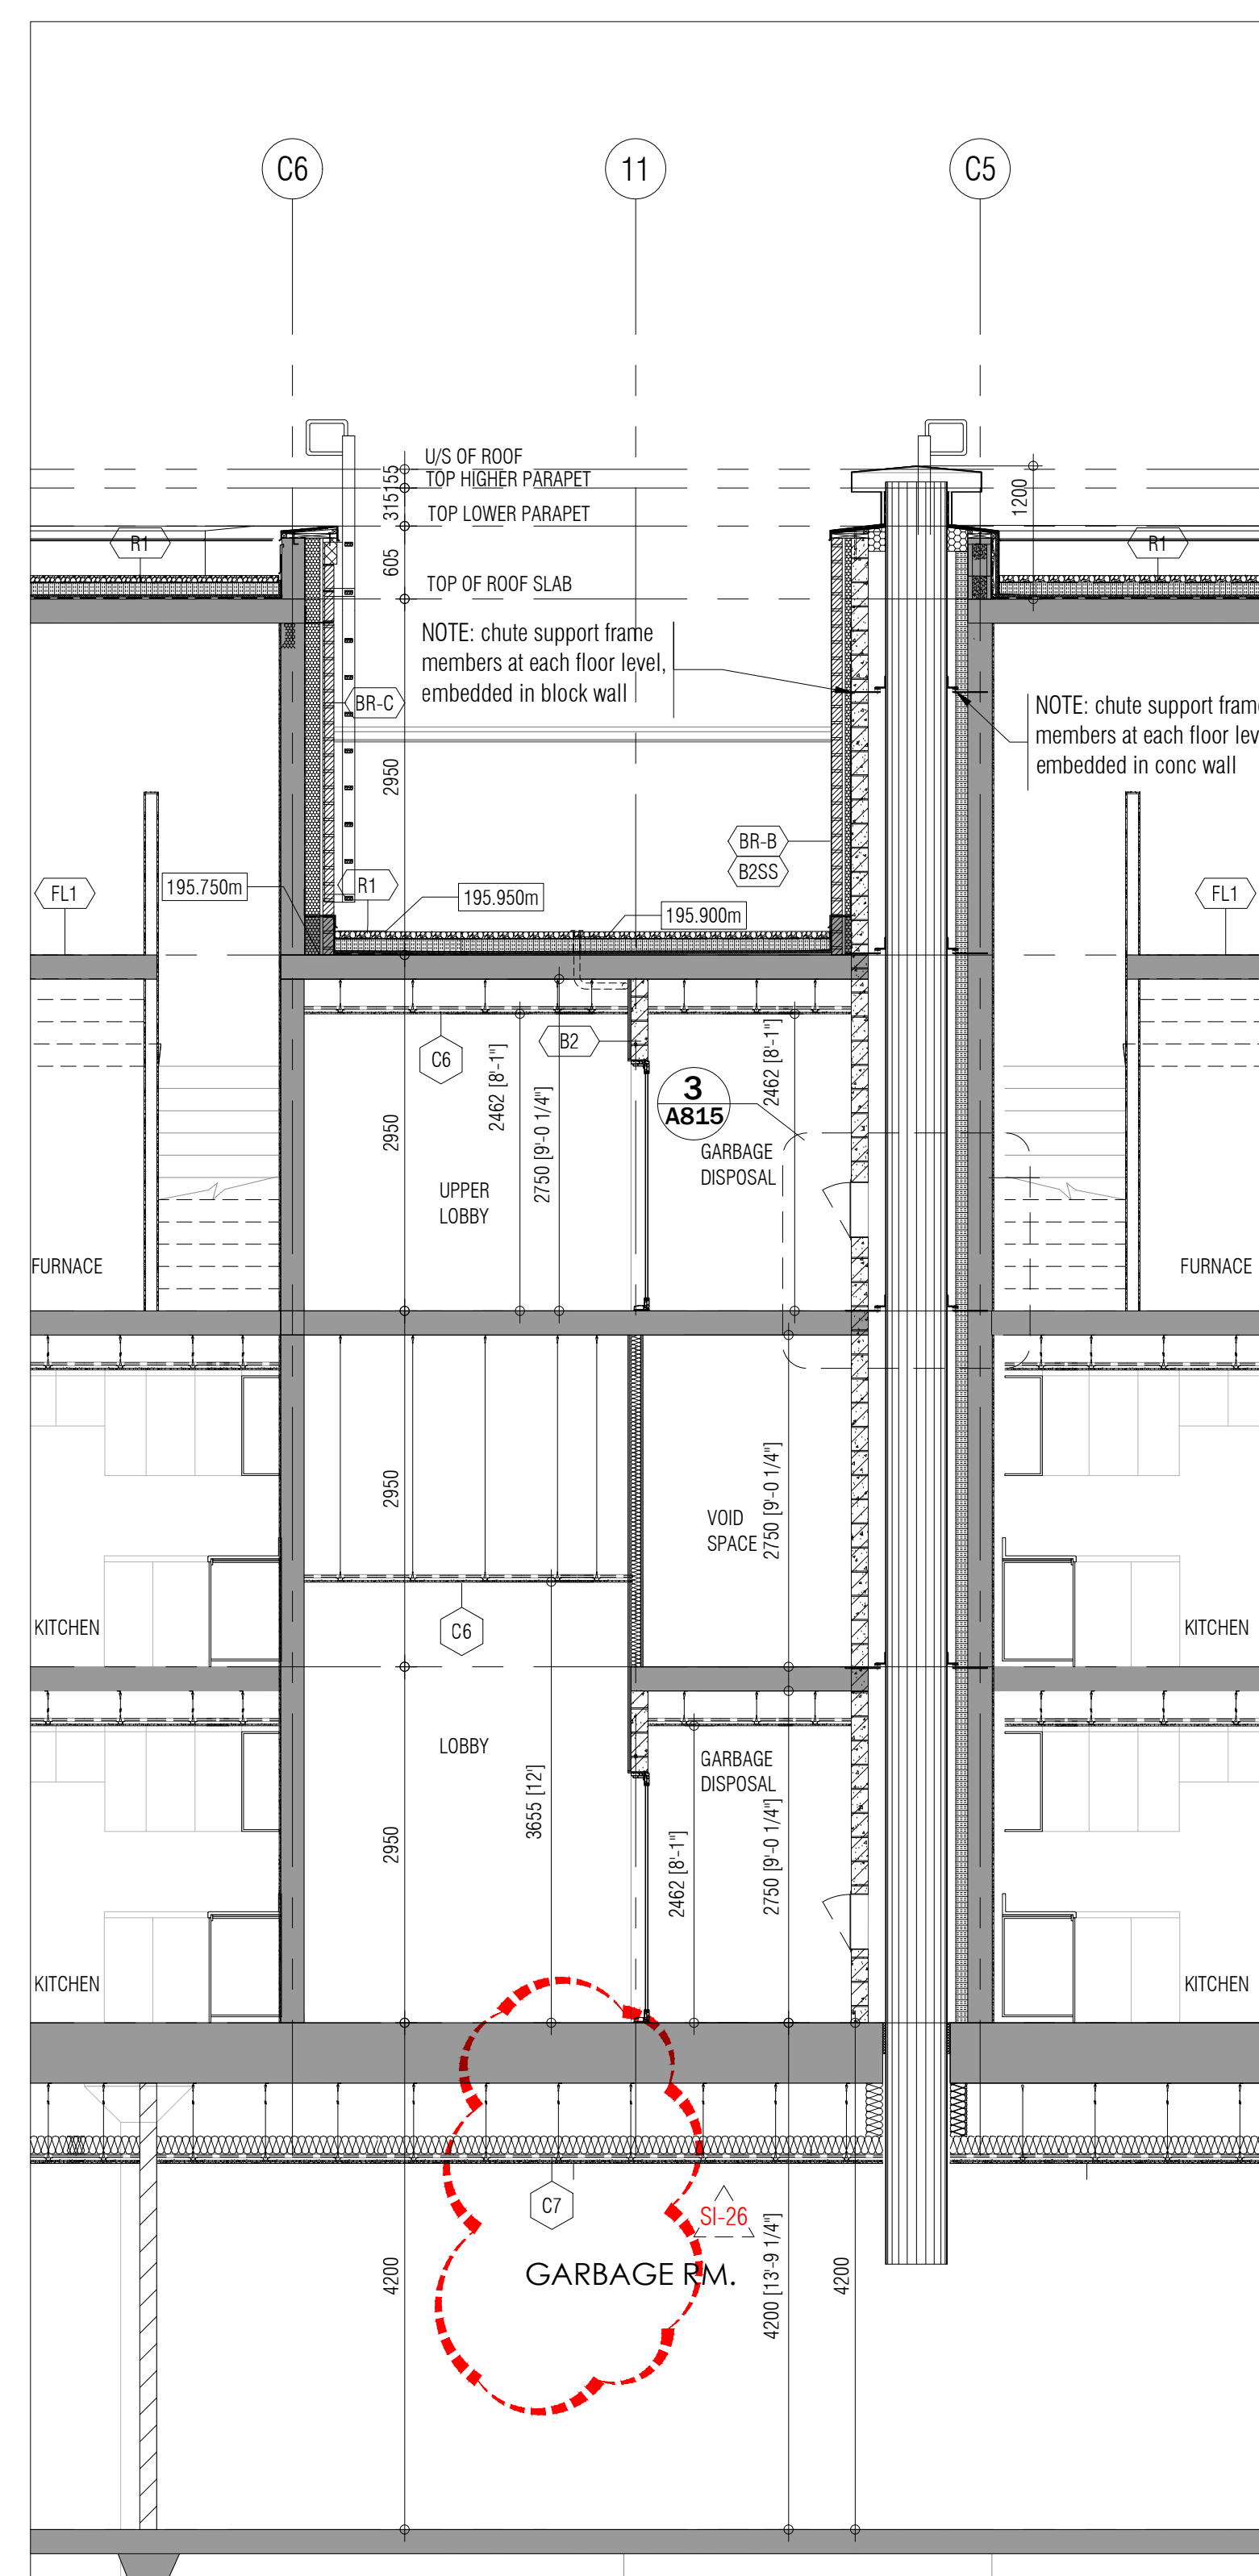 C6
11
C5
U/S OF ROOF
155
TOP HIGHER PARAPET
315
TOP LOWER PARAPET
1200
R1
R1
605
TOP OF ROOF SLAB
NOTE: chute support frame
members at each floor level,
embedded in block wall
BR-C
NOTE: chute support frame
members at each floor lev
embedded in conc wall
2950
BR-B
B2SS
FL1
195.750m
R1
195.950m
195.900m
FL1
C6
B2
2462 [8'-1"]
2750 [9'-0 1/4"]
2462 [8'-1"]
3
A815
2950
GARBAGE
DISPOSAL
UPPER
LOBBY
FURNACE
FURNACE
2950
VOID
SPACE
2750 [9'-0 1/4"]
C6
KITCHEN
KITCHEN
LOBBY
GARBAGE
DISPOSAL
3655 [12']
2950
2462 [8'-1"]
2750 [9'-0 1/4"]
KITCHEN
KITCHEN
C7
SI-26
GARBAGE RM.
4200
4200 [13'-9 1/4"]
4200